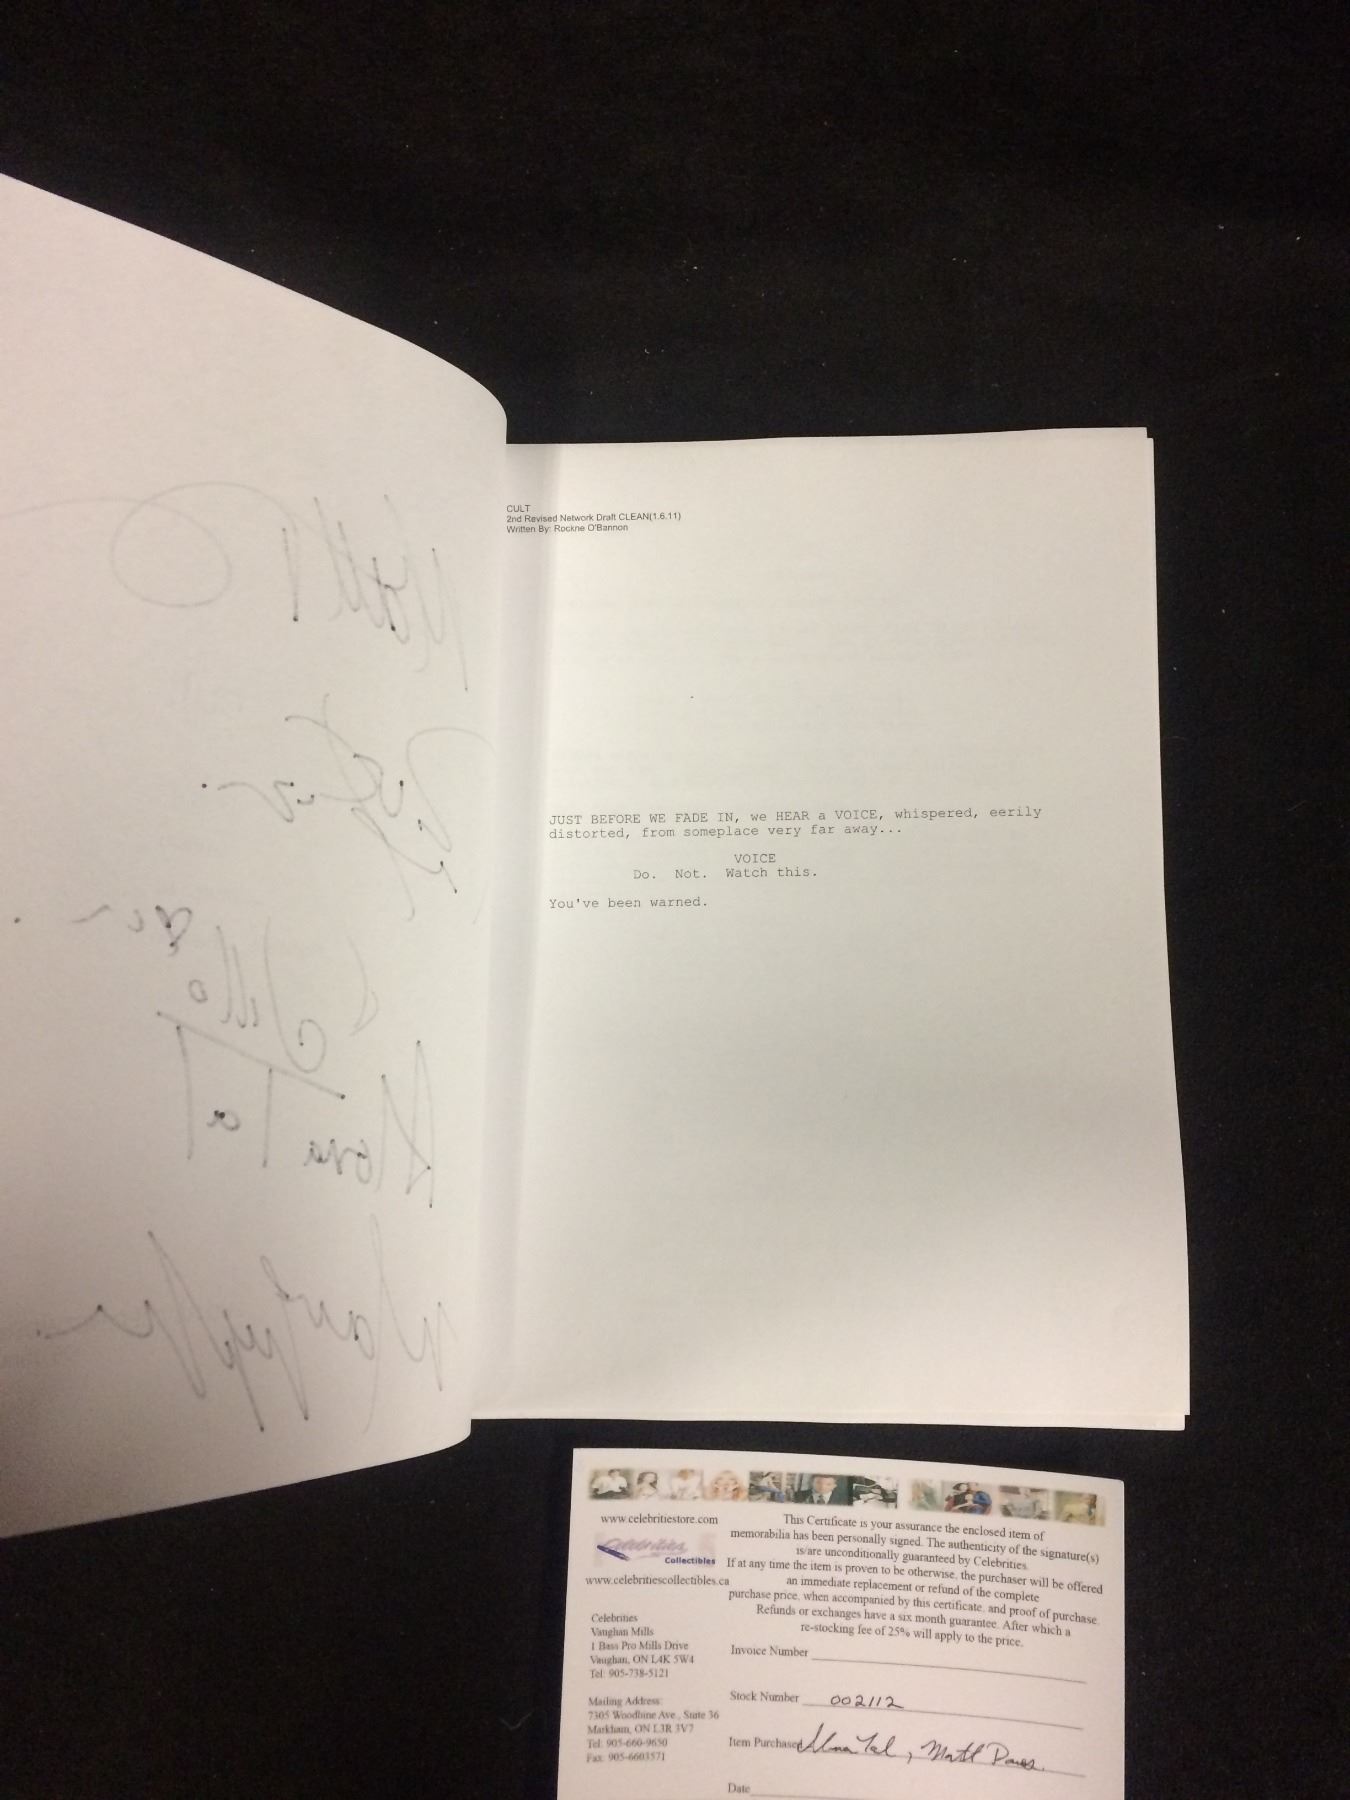 CULT
2nd Revised Network Draft CLEAN(1.6.11)
Written By: Rockne O'Bannon
JUST BEFORE WE FADE IN, we HEAR a VOICE, whispered, eerily
distorted, from someplace very far away...
VOICE
Do. Not. Watch this.
You've been warned.
Alona Tal
www.celebritiestore.com
Celebrities
Collectibles
www.celebritiescollectibles.ca
Celebrities
Vaughan Mills
1 Bass Pro Mills Drive
Vaughan, ON L4K 5W4
Tel: 905-738-5121
Mailing Address:
7305 Woodbine Ave., Suite 36
Markham, ON L3R 3V7
Tel: 905-660-9650
Fax: 905-6603571
This Certificate is your assurance the enclosed item of
memorabilia has been personally signed. The authenticity of the signature(s)
is/are unconditionally guaranteed by Celebrities.
If at any time the item is proven to be otherwise, the purchaser will be offered
an immediate replacement or refund of the complete
purchase price, when accompanied by this certificate, and proof of purchase.
Refunds or exchanges have a six month guarantee. After which a
re-stocking fee of 25% will apply to the price.
Invoice Number
Stock Number 002112
Item Purchased Alona Tal, Matt Davis
Date